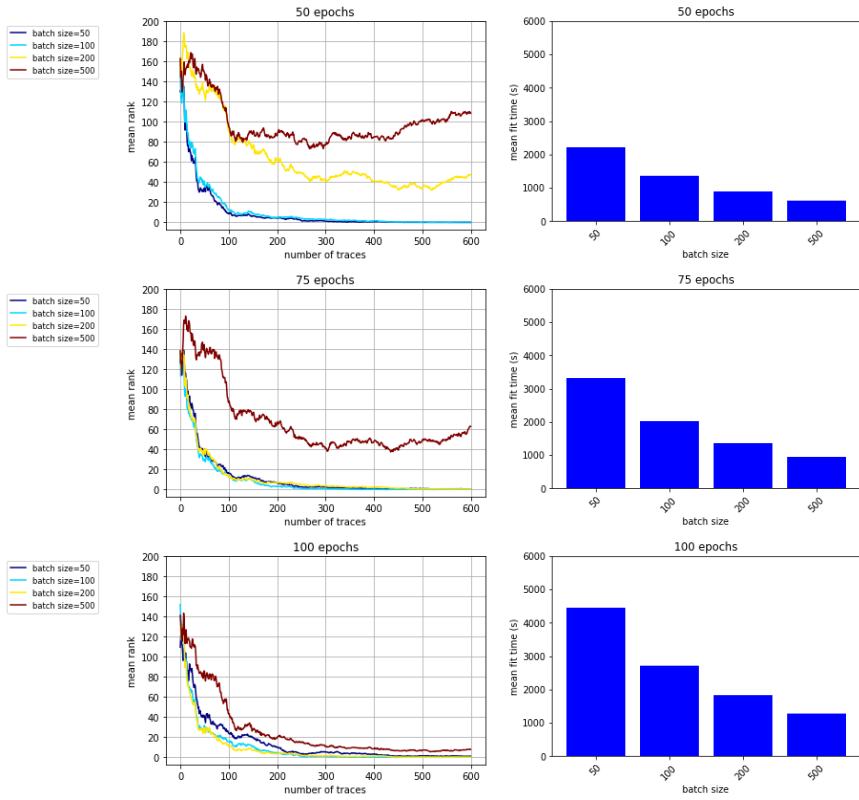 50 epochs
batch size=50
batch size=100
batch size=200
batch size=500
mean rank
200
180
160
140
120
100
80
60
40
20
0
0 100 200 300 400 500 600
number of traces
50 epochs
mean fit time (s)
6000
5000
4000
3000
2000
1000
0
50 100 200 500
batch size
75 epochs
batch size=50
batch size=100
batch size=200
batch size=500
mean rank
200
180
160
140
120
100
80
60
40
20
0
0 100 200 300 400 500 600
number of traces
75 epochs
mean fit time (s)
6000
5000
4000
3000
2000
1000
0
50 100 200 500
batch size
100 epochs
batch size=50
batch size=100
batch size=200
batch size=500
mean rank
200
180
160
140
120
100
80
60
40
20
0
0 100 200 300 400 500 600
number of traces
100 epochs
mean fit time (s)
6000
5000
4000
3000
2000
1000
0
50 100 200 500
batch size